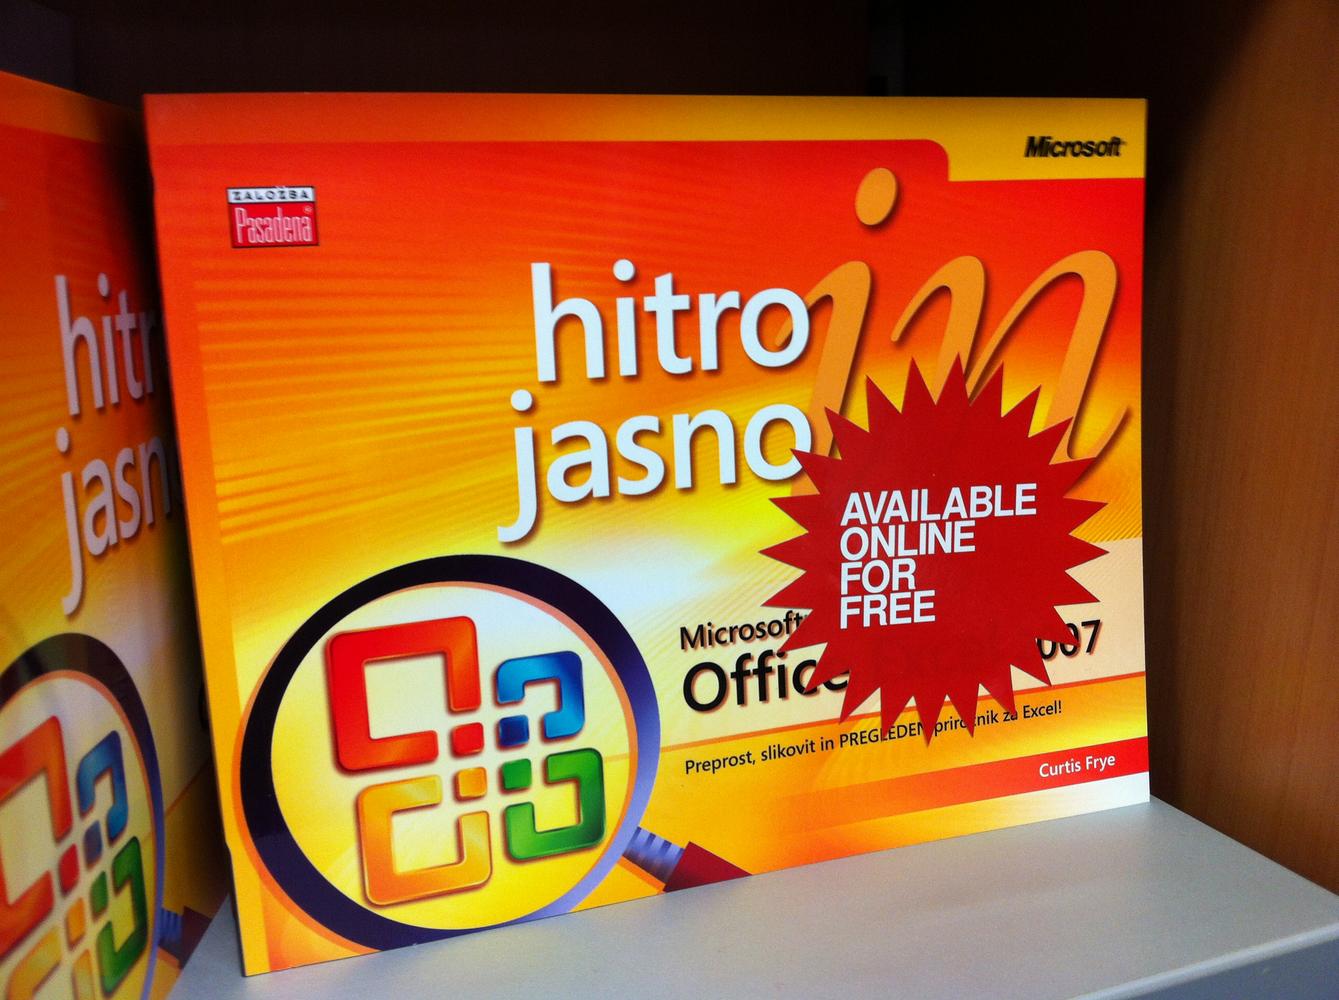 Microsoft
ZALOŽBA
Pasadena
hitro
in
jasno
AVAILABLE
ONLINE
FOR
FREE
Microsoft
Office 007
Preprost, slikovit in PREGLEDEN priročnik za Excel!
Curtis Frye
hitr
jasn